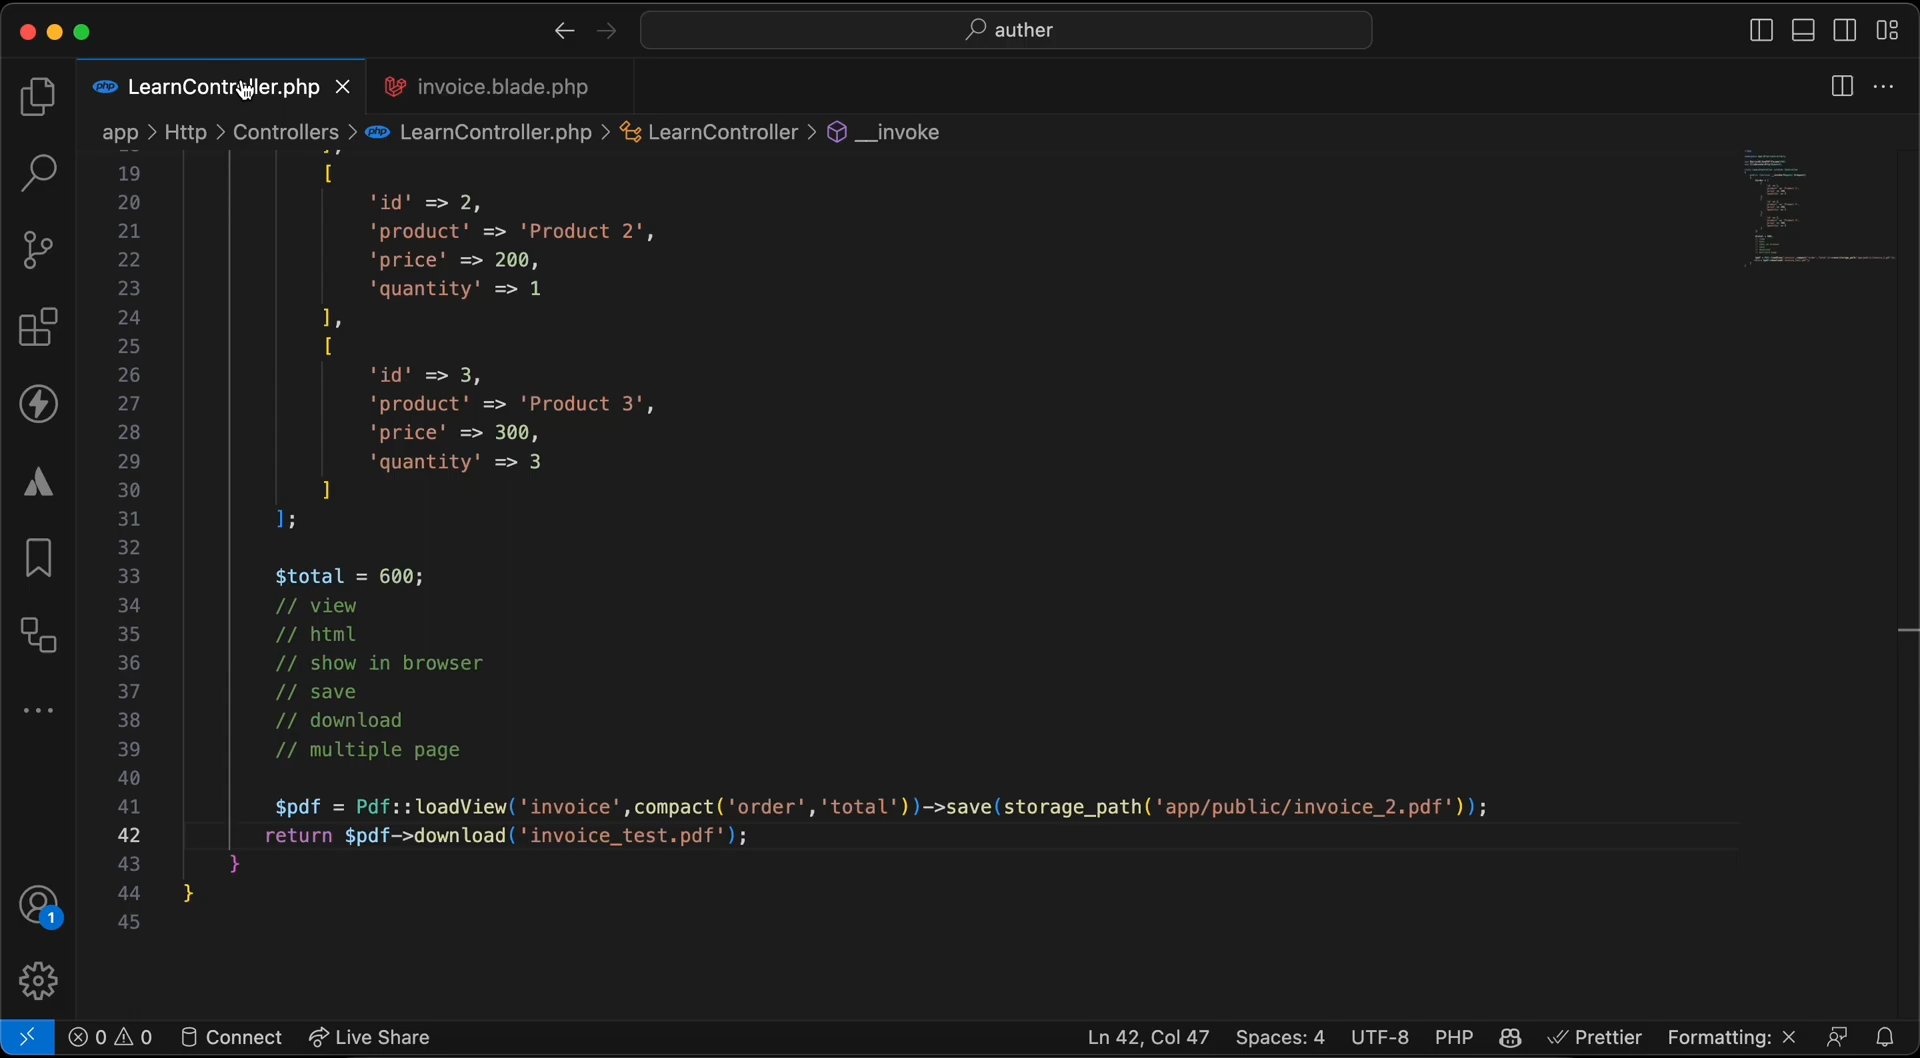 auther
LearnController.php
invoice.blade.php
app > Http > Controllers > LearnController.php > LearnController > __invoke
19 [
20 'id' => 2,
21 'product' => 'Product 2',
22 'price' => 200,
23 'quantity' => 1
24 ],
25 [
26 'id' => 3,
27 'product' => 'Product 3',
28 'price' => 300,
29 'quantity' => 3
30 ]
31 ];
32
33 $total = 600;
34 // view
35 // html
36 // show in browser
37 // save
38 // download
39 // multiple page
40
41 $pdf = Pdf::loadView('invoice',compact('order','total'))->save(storage_path('app/public/invoice_2.pdf'));
42 return $pdf->download('invoice_test.pdf');
43 }
44 }
45
1
0 0 Connect Live Share Ln 42, Col 47 Spaces: 4 UTF-8 PHP Prettier Formatting: ×